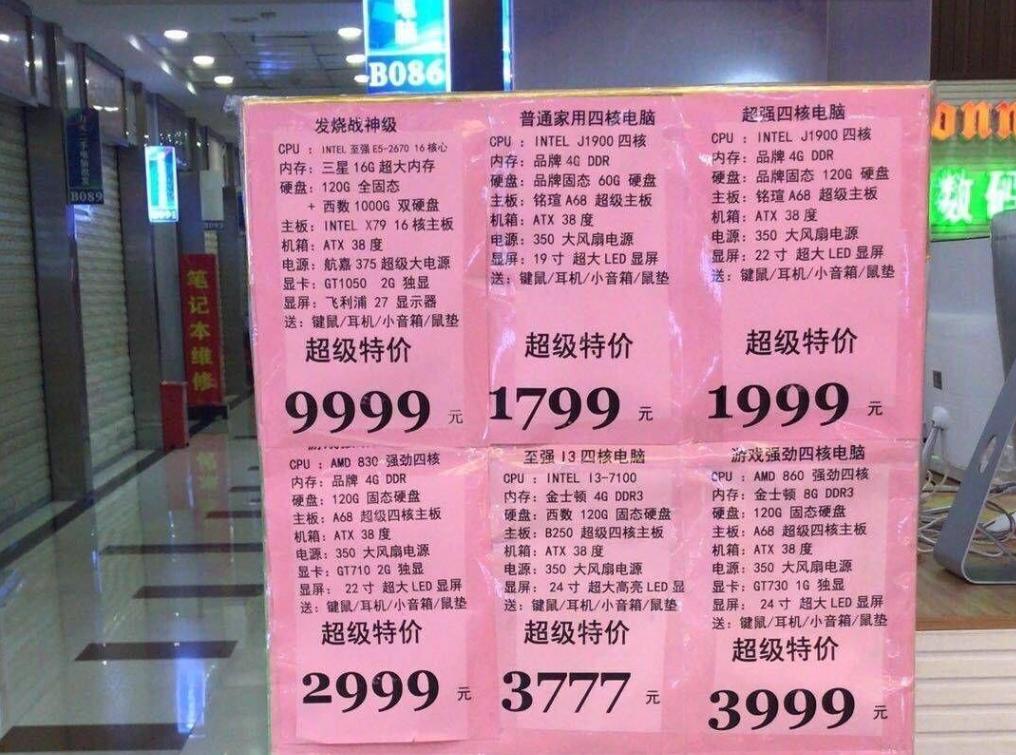 电脑
B086
B089
笔记本维修
数码
发烧战神级
CPU : INTEL 至强 E5-2670 16 核心
内存: 三星 16G 超大内存
硬盘: 120G 全固态
+ 西数 1000G 双硬盘
主板: INTEL X79 16 核主板
机箱: ATX 38 度
电源: 航嘉 375 超级大电源
显卡: GT1050 2G 独显
显屏: 飞利浦 27 显示器
送: 键鼠/耳机/小音箱/鼠垫
超级特价
9999 元
普通家用四核电脑
CPU : INTEL J1900 四核
内存: 品牌 4G DDR
硬盘: 品牌固态 60G 硬盘
主板: 铭瑄 A68 超级主板
机箱: ATX 38 度
电源: 350 大风扇电源
显屏: 19 寸 超大 LED 显屏
送: 键鼠/耳机/小音箱/鼠垫
超级特价
1799 元
超强四核电脑
CPU : INTEL J1900 四核
内存: 品牌 4G DDR
硬盘: 品牌固态 120G 硬盘
主板: 铭瑄 A68 超级主板
机箱: ATX 38 度
电源: 350 大风扇电源
显屏: 22 寸 超大 LED 显屏
送: 键鼠/耳机/小音箱/鼠垫
超级特价
1999 元
CPU : AMD 830 强劲四核
内存: 品牌 4G DDR
硬盘: 120G 固态硬盘
主板: A68 超级四核主板
机箱: ATX 38 度
电源: 350 大风扇电源
显卡: GT710 2G 独显
显屏: 22 寸 超大 LED 显屏
送: 键鼠/耳机/小音箱/鼠垫
超级特价
2999 元
至强 I3 四核电脑
CPU : INTEL I3-7100
内存: 金士顿 4G DDR3
硬盘: 西数 120G 固态硬盘
主板: B250 超级四核主板
机箱: ATX 38 度
电源: 350 大风扇电源
显屏: 24 寸 超大高亮 LED 显
送: 键鼠/耳机/小音箱/鼠垫
超级特价
3777 元
游戏强劲四核电脑
CPU : AMD 860 强劲四核
内存: 金士顿 8G DDR3
硬盘: 120G 固态硬盘
主板: A68 超级四核主板
机箱: ATX 38 度
电源: 350 大风扇电源
显卡: GT730 1G 独显
显屏: 24 寸 超大 LED 显屏
送: 键鼠/耳机/小音箱/鼠垫
超级特价
3999 元